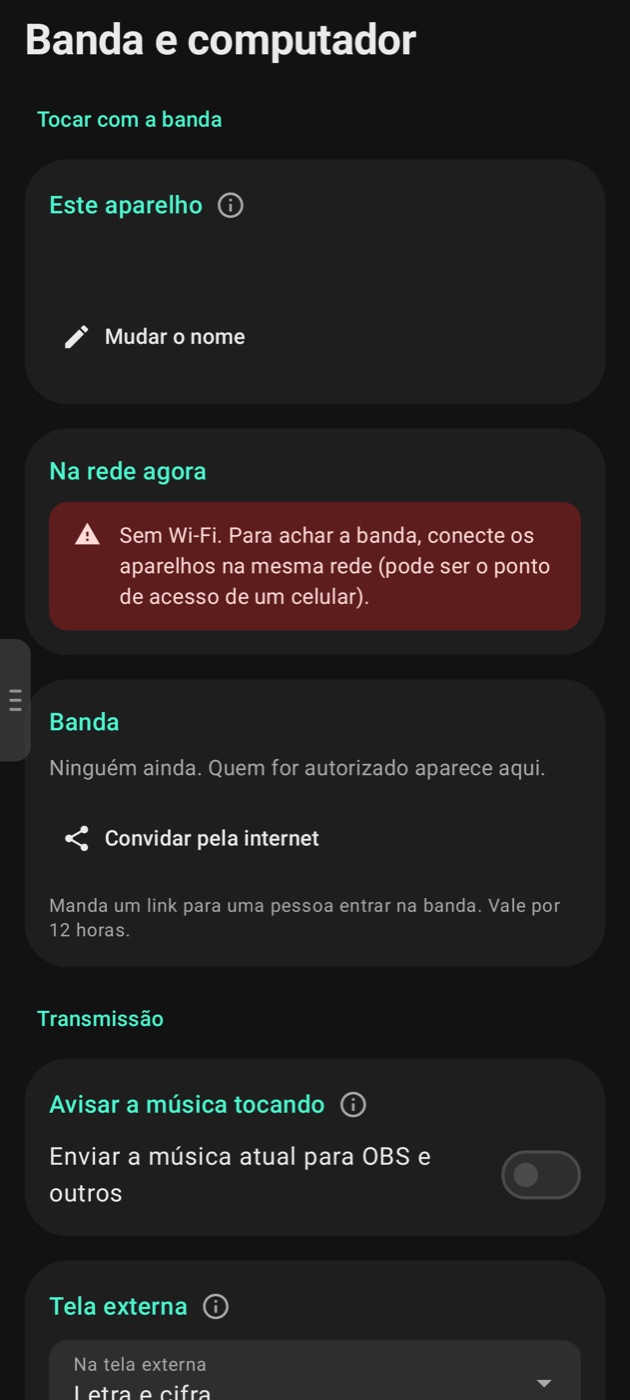 Banda e computador
Tocar com a banda
Este aparelho
Mudar o nome
Na rede agora
Sem Wi-Fi. Para achar a banda, conecte os
aparelhos na mesma rede (pode ser o ponto
de acesso de um celular).
Banda
Ninguém ainda. Quem for autorizado aparece aqui.
Convidar pela internet
Manda um link para uma pessoa entrar na banda. Vale por
12 horas.
Transmissão
Avisar a música tocando
Enviar a música atual para OBS e
outros
Tela externa
Na tela externa
Letra e cifra